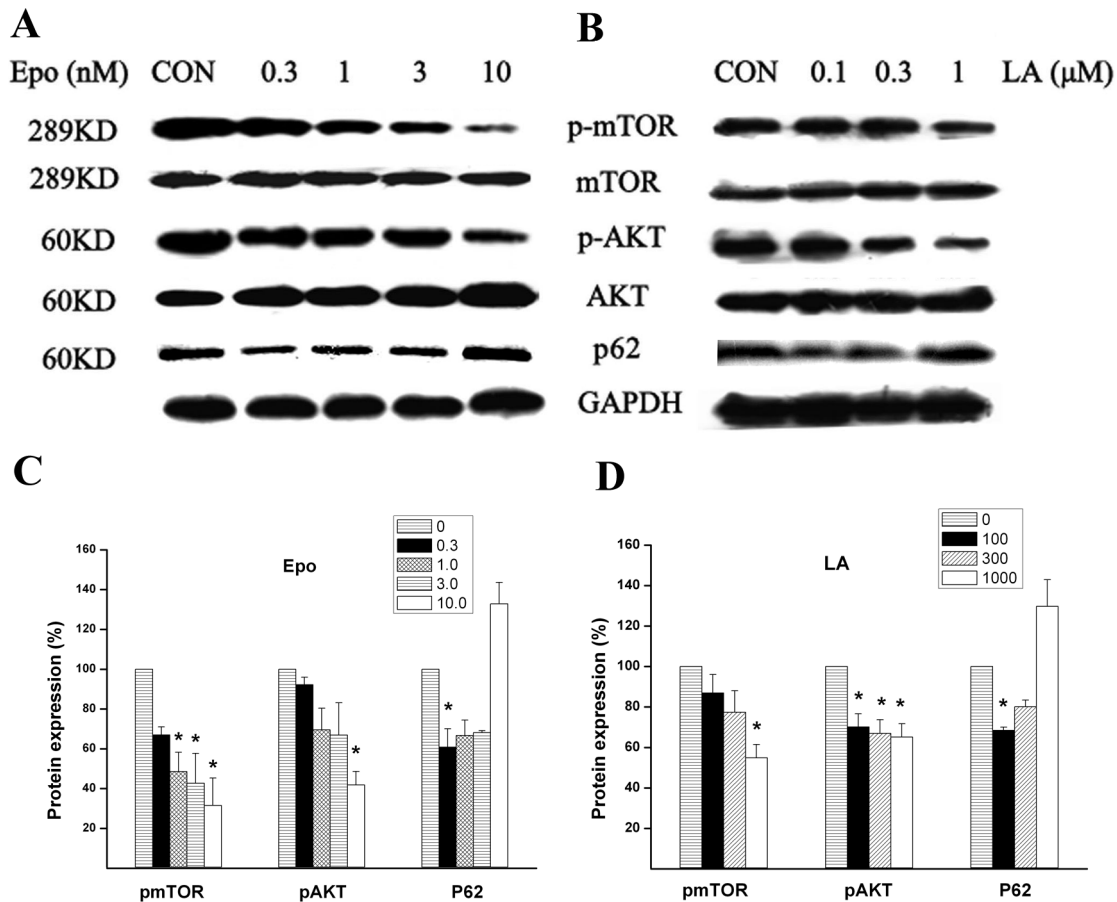 A
B
Epo (nM) CON 0.3 1 3 10
CON 0.1 0.3 1 LA (µM)
289KD
p-mTOR
289KD
mTOR
60KD
p-AKT
60KD
AKT
60KD
p62
GAPDH
C
D
0
0.3
1.0
3.0
10.0
Epo
Protein expression (%)
160
140
120
100
80
60
40
20
* * * * *
pmTOR pAKT P62
0
100
300
1000
LA
Protein expression (%)
160
140
120
100
80
60
40
20
* * * * *
pmTOR pAKT P62